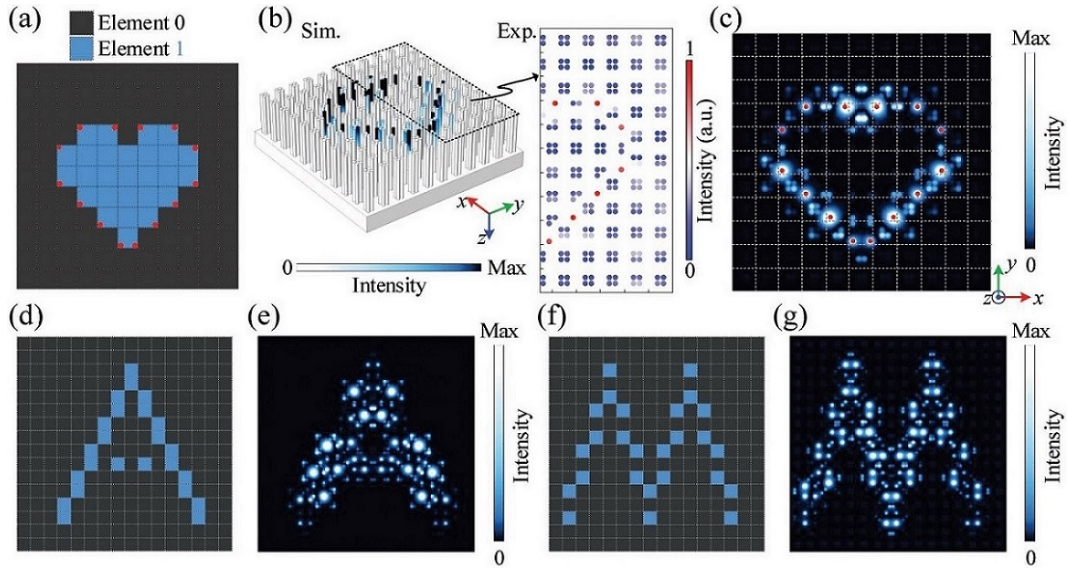 (a)
Element 0
Element 1
(b)
Sim.
Exp.
x
y
z
0
Max
Intensity
1
Intensity (a.u.)
0
(c)
Max
Intensity
0
y
z
x
(d)
(e)
Max
Intensity
0
(f)
(g)
Max
Intensity
0